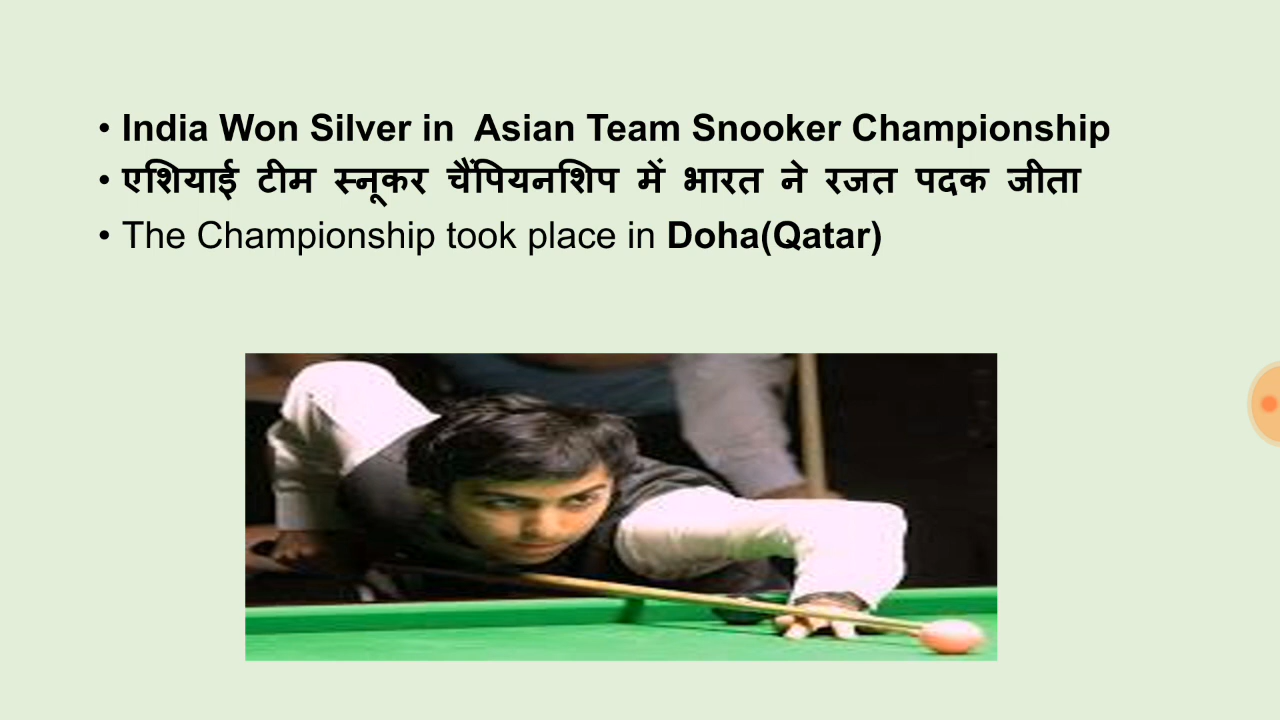 • India Won Silver in  Asian Team Snooker Championship
• एशियाई टीम स्नूकर चैंपियनशिप में भारत ने रजत पदक जीता
• The Championship took place in Doha(Qatar)